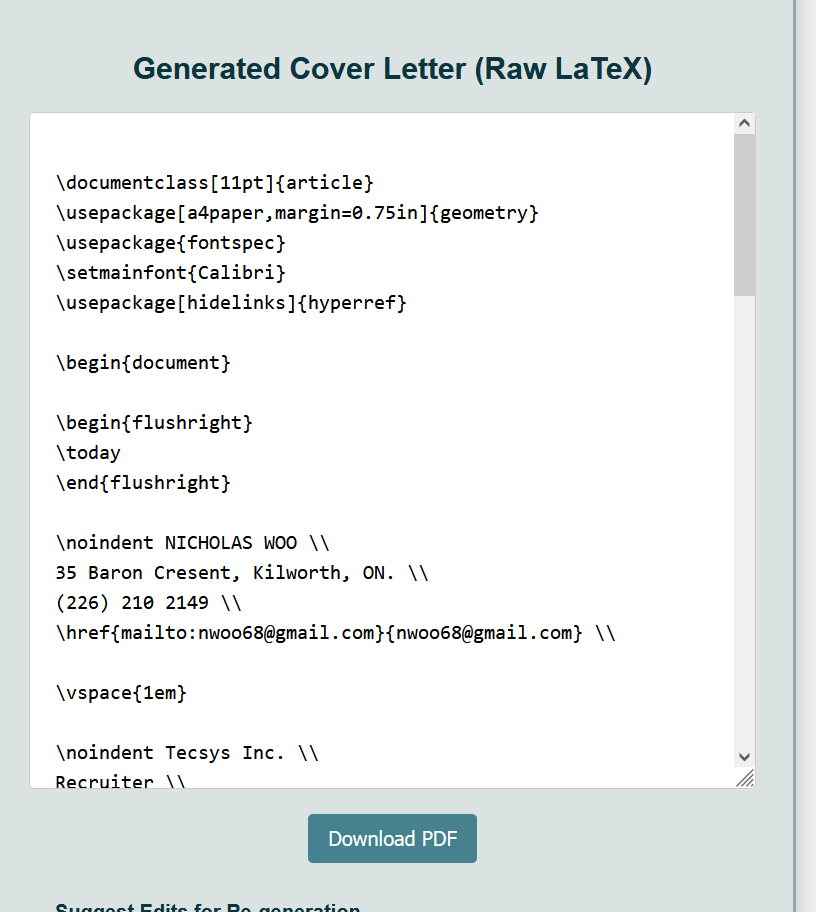 Generated Cover Letter (Raw LaTeX)
\documentclass[11pt]{article}
\usepackage[a4paper,margin=0.75in]{geometry}
\usepackage{fontspec}
\setmainfont{Calibri}
\usepackage[hidelinks]{hyperref}
\begin{document}
\begin{flushright}
\today
\end{flushright}
\noindent NICHOLAS WOO \\
35 Baron Cresent, Kilworth, ON. \\
(226) 210 2149 \\
\href{mailto:nwoo68@gmail.com}{nwoo68@gmail.com} \\
\vspace{1em}
\noindent Tecsys Inc. \\
Recruiter \\
Download PDF
Suggest Edits for Re-generation